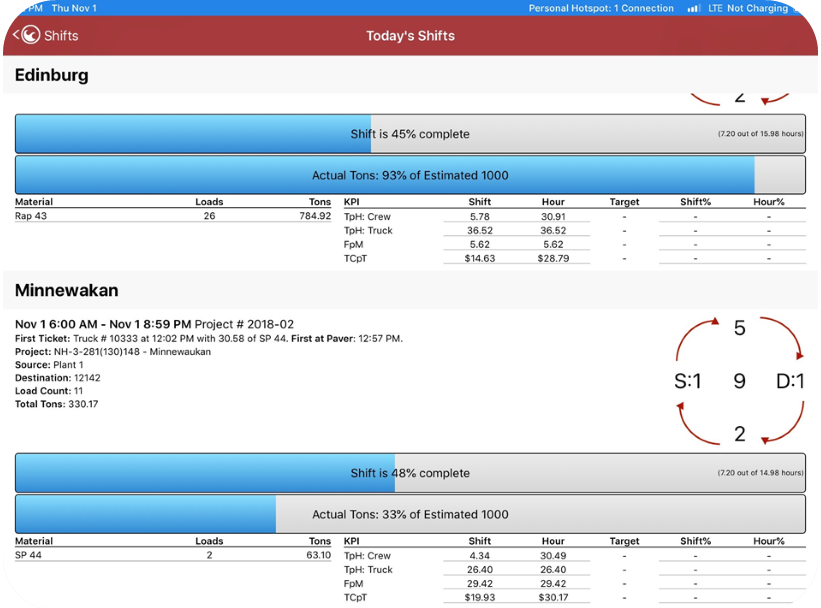 PM Thu Nov 1 Personal Hotspot: 1 Connection LTE Not Charging
Shifts Today's Shifts
Edinburg
2
Shift is 45% complete (7.20 out of 15.98 hours)
Actual Tons: 93% of Estimated 1000
Material Loads Tons KPI Shift Hour Target Shift% Hour%
Rap 43 26 784.92 TpH: Crew 5.78 30.91 - - -
TpH: Truck 36.52 36.52 - - -
FpM 5.62 5.62 - - -
TCpT $14.63 $28.79 - - -
Minnewakan
Nov 1 6:00 AM - Nov 1 8:59 PM Project # 2018-02
First Ticket: Truck # 10333 at 12:02 PM with 30.58 of SP 44. First at Paver: 12:57 PM.
Project: NH-3-281(130)148 - Minnewaukan
Source: Plant 1
Destination: 12142
Load Count: 11
Total Tons: 330.17
5
S:1 9 D:1
2
Shift is 48% complete (7.20 out of 14.98 hours)
Actual Tons: 33% of Estimated 1000
Material Loads Tons KPI Shift Hour Target Shift% Hour%
SP 44 2 63.10 TpH: Crew 4.34 30.49 - - -
TpH: Truck 26.40 26.40 - - -
FpM 29.42 29.42 - - -
TCpT $19.93 $30.17 - - -